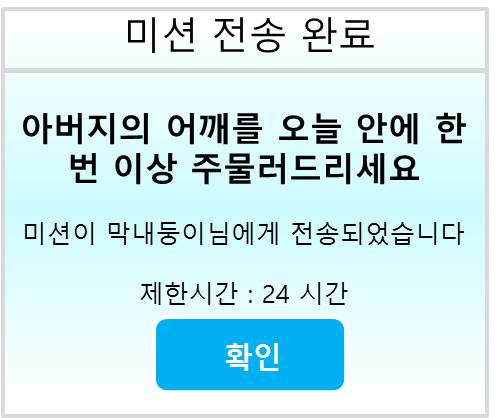 미션 전송 완료
아버지의 어깨를 오늘 안에 한
번 이상 주물러드리세요
미션이 막내둥이님에게 전송되었습니다
제한시간 : 24 시간
확인